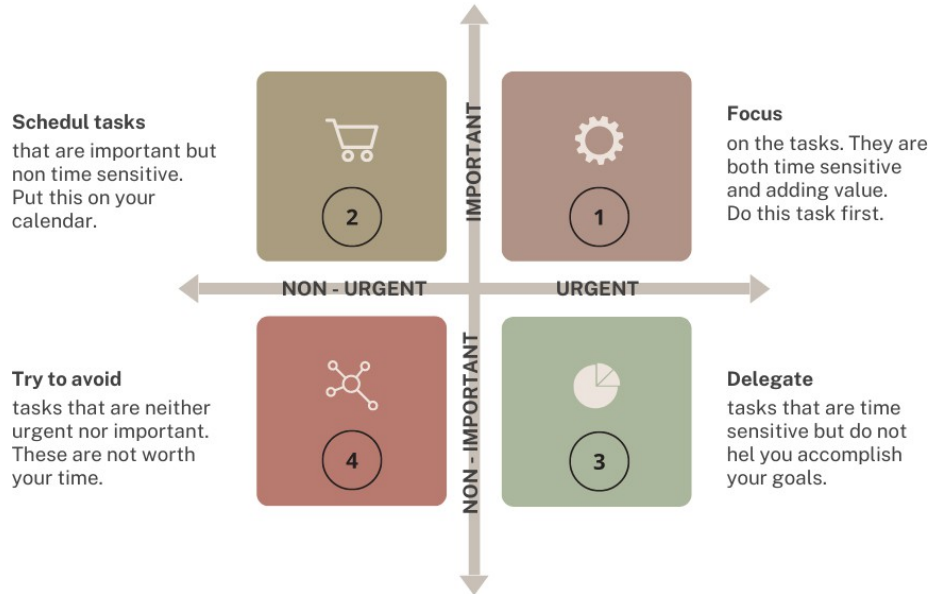 Schedul tasks
that are important but
non time sensitive.
Put this on your
calendar.
2
IMPORTANT
1
Focus
on the tasks. They are
both time sensitive
and adding value.
Do this task first.
NON - URGENT
URGENT
Try to avoid
tasks that are neither
urgent nor important.
These are not worth
your time.
4
NON - IMPORTANT
3
Delegate
tasks that are time
sensitive but do not
hel you accomplish
your goals.